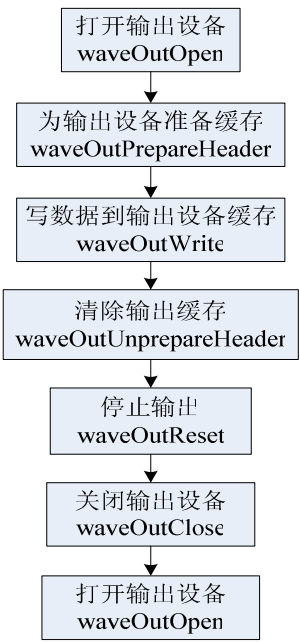 打开输出设备
waveOutOpen
为输出设备准备缓存
waveOutPrepareHeader
写数据到输出设备缓存
waveOutWrite
清除输出缓存
waveOutUnprepareHeader
停止输出
waveOutReset
关闭输出设备
waveOutClose
打开输出设备
waveOutOpen